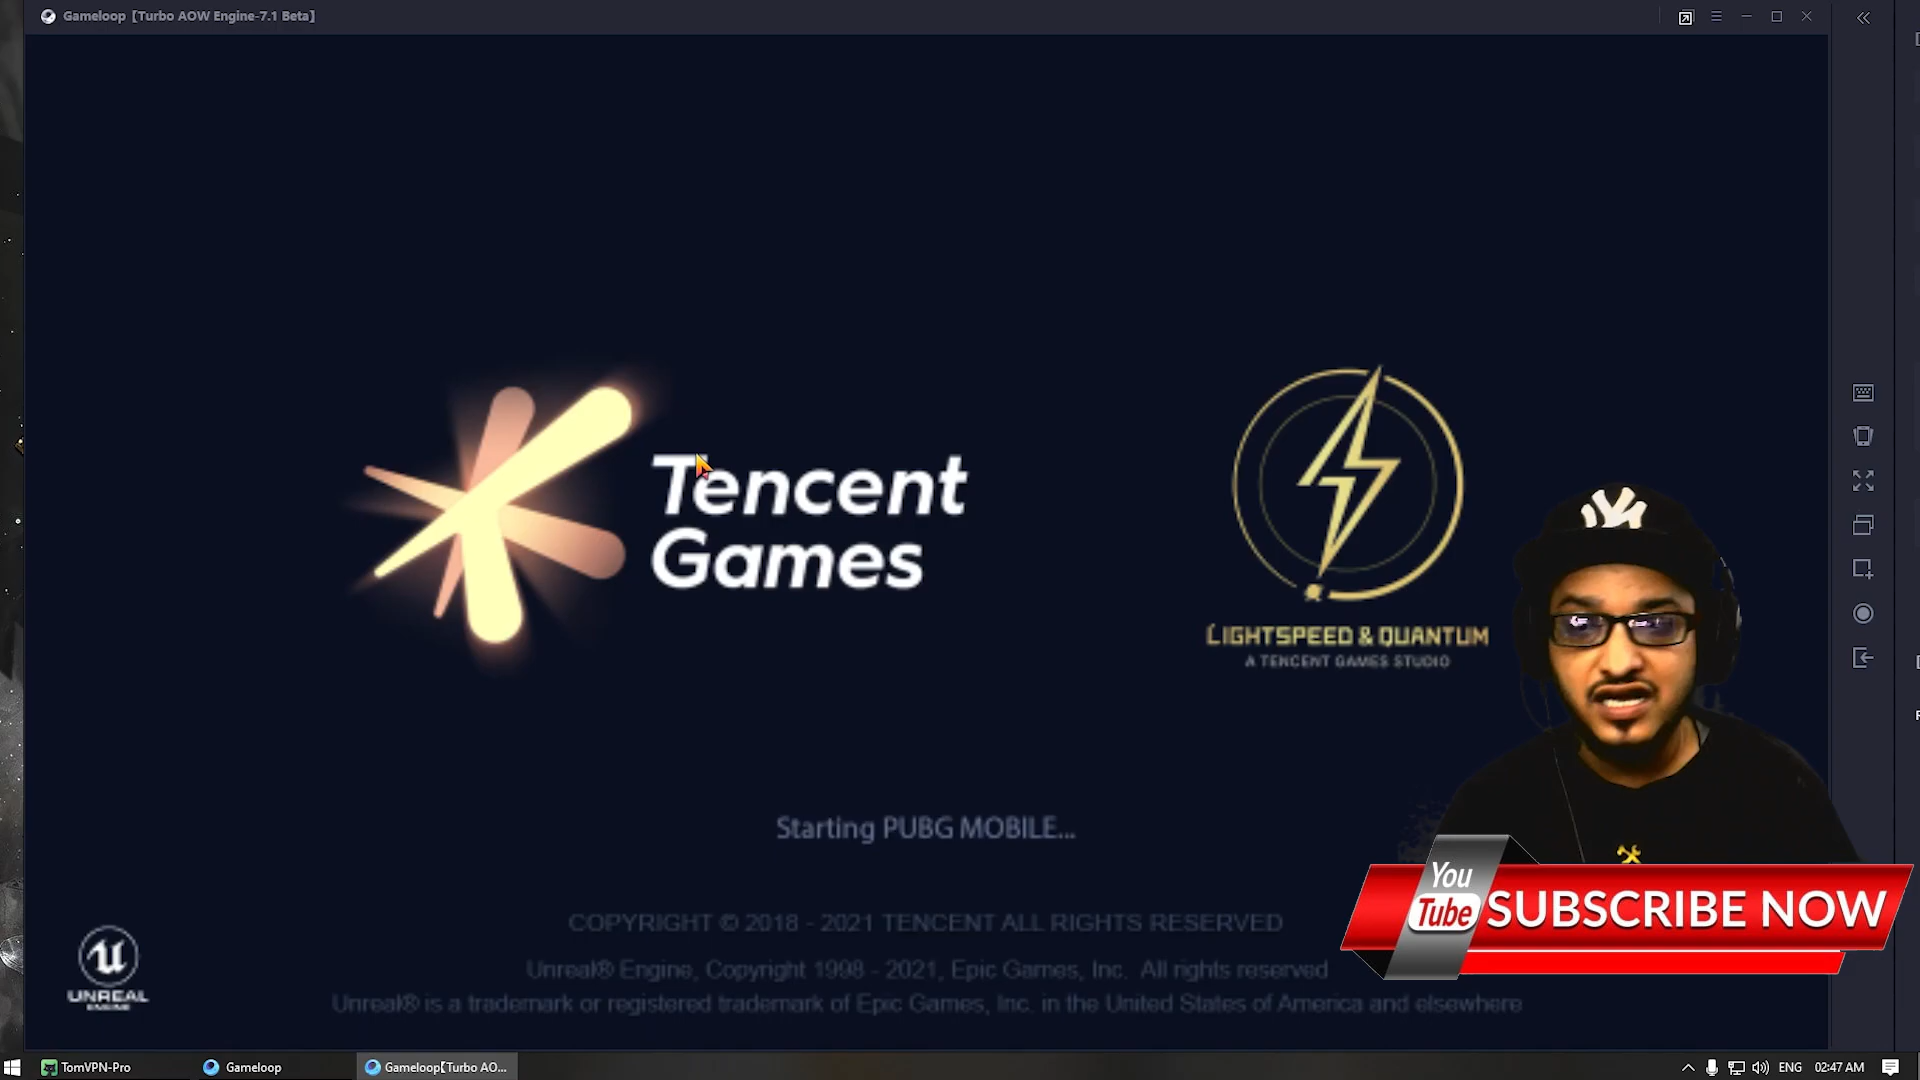 Gameloop【Turbo AOW Engine-7.1 Beta】
Tencent
Games
LIGHTSPEED & QUANTUM
A TENCENT GAMES STUDIO
Starting PUBG MOBILE...
You
Tube
SUBSCRIBE NOW
COPYRIGHT © 2018 - 2021 TENCENT ALL RIGHTS RESERVED
Unreal® Engine, Copyright 1998 - 2021, Epic Games, Inc. All rights reserved
Unreal® is a trademark or registered trademark of Epic Games, Inc. in the United States of America and elsewhere
UNREAL
ENGINE
TomVPN-Pro
Gameloop
Gameloop【Turbo AO...
ENG
02:47 AM